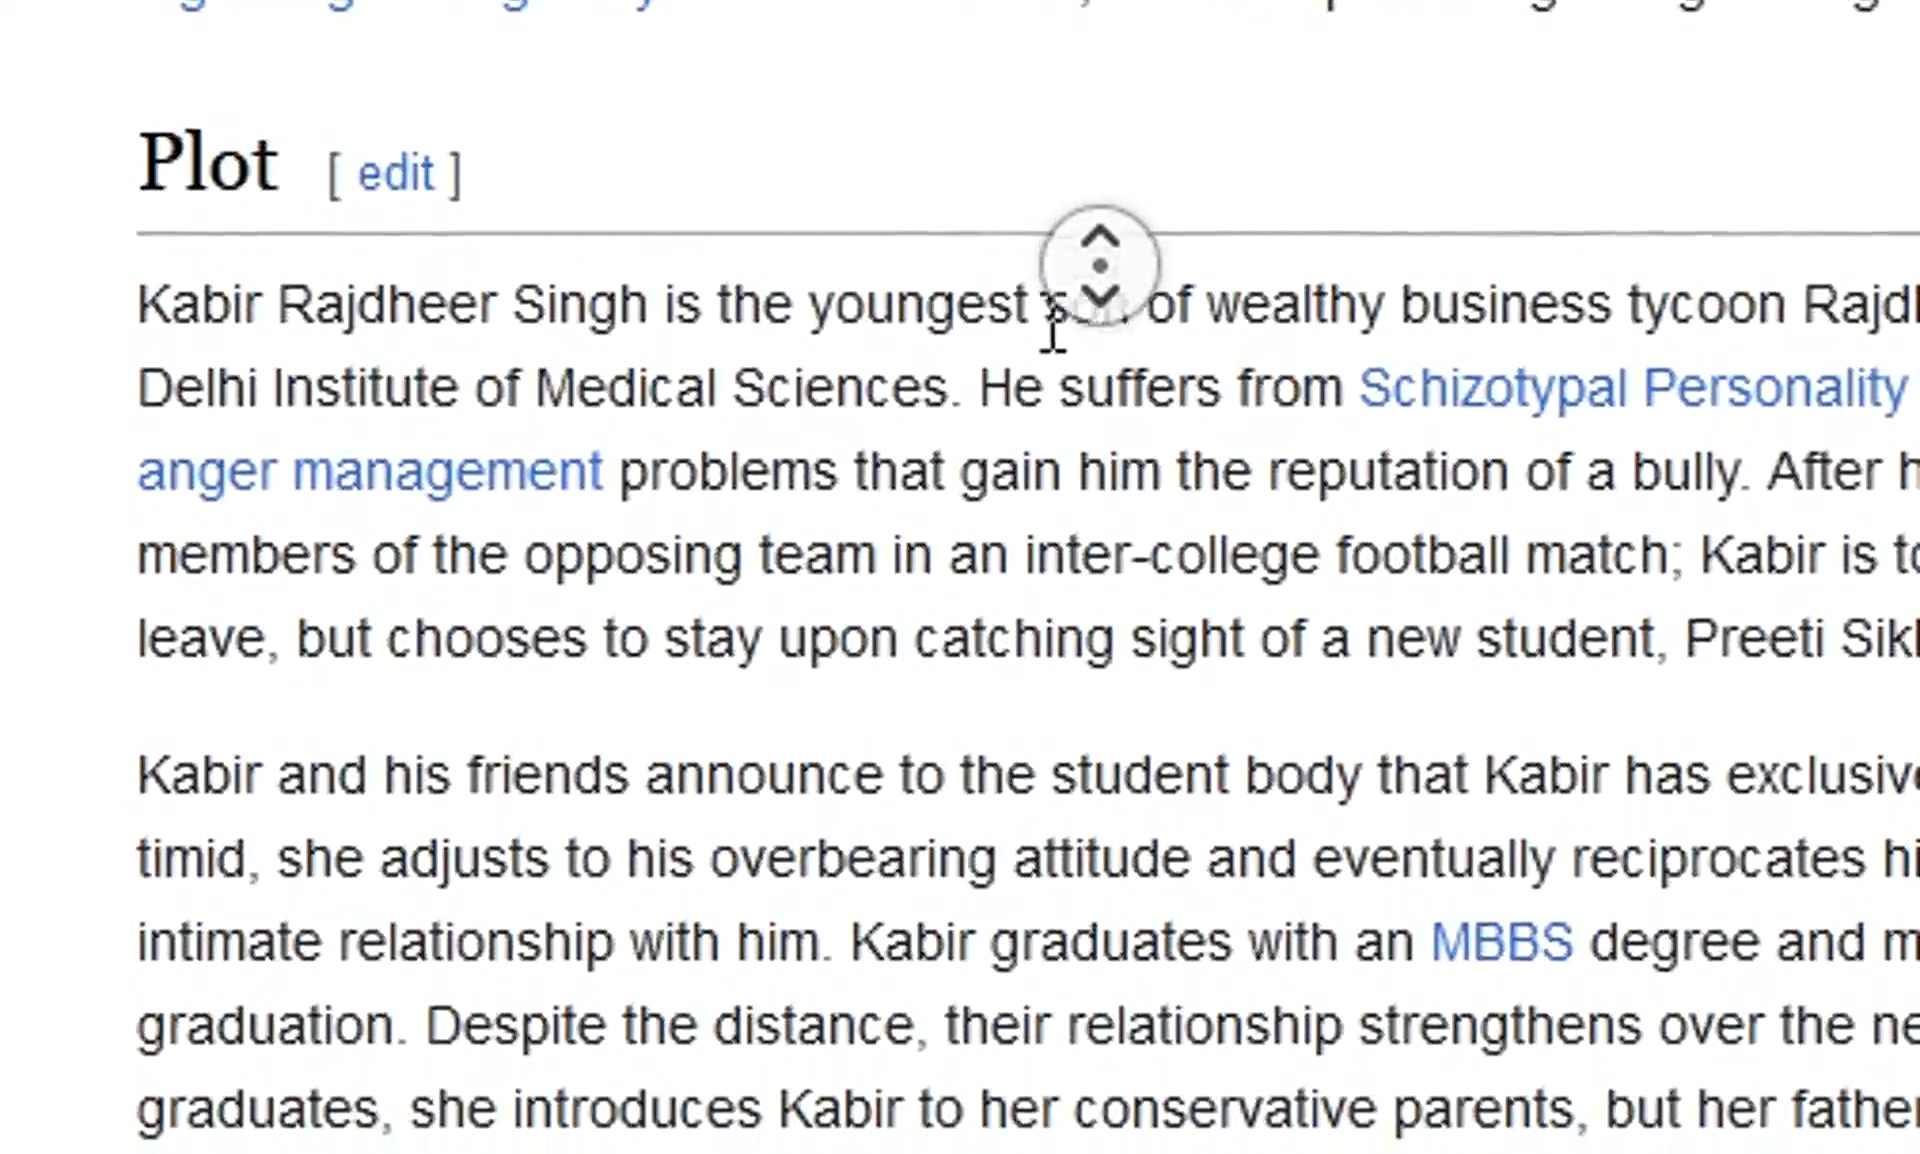 Plot [ edit ]
Kabir Rajdheer Singh is the youngest son of wealthy business tycoon
Delhi Institute of Medical Sciences. He suffers from Schizotypal Personality
anger management problems that gain him the reputation of a bully. After
members of the opposing team in an inter-college football match; Kabir is
leave, but chooses to stay upon catching sight of a new student, Preeti
Kabir and his friends announce to the student body that Kabir has
timid, she adjusts to his overbearing attitude and eventually reciprocates
intimate relationship with him. Kabir graduates with an MBBS degree and
graduation. Despite the distance, their relationship strengthens over the
graduates, she introduces Kabir to her conservative parents, but her father